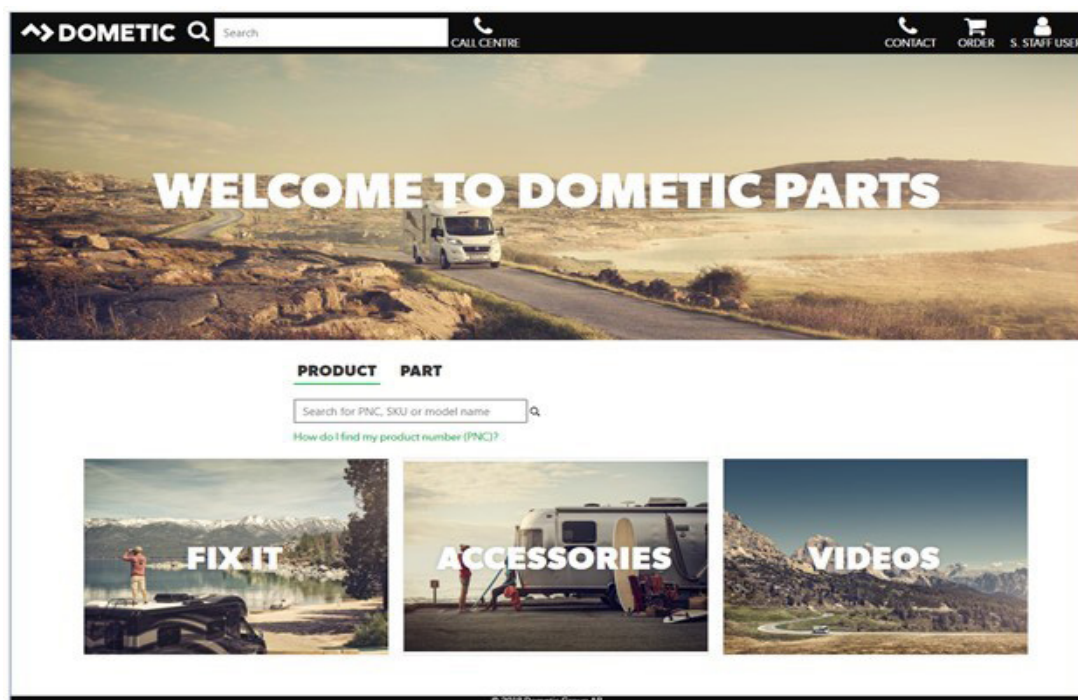 DOMETIC Search CALL CENTRE CONTACT ORDER S. STAFF USER
WELCOME TO DOMETIC PARTS
PRODUCT PART
Search for PNC, SKU or model name
How do I find my product number (PNC)?
FIX IT ACCESSORIES VIDEOS